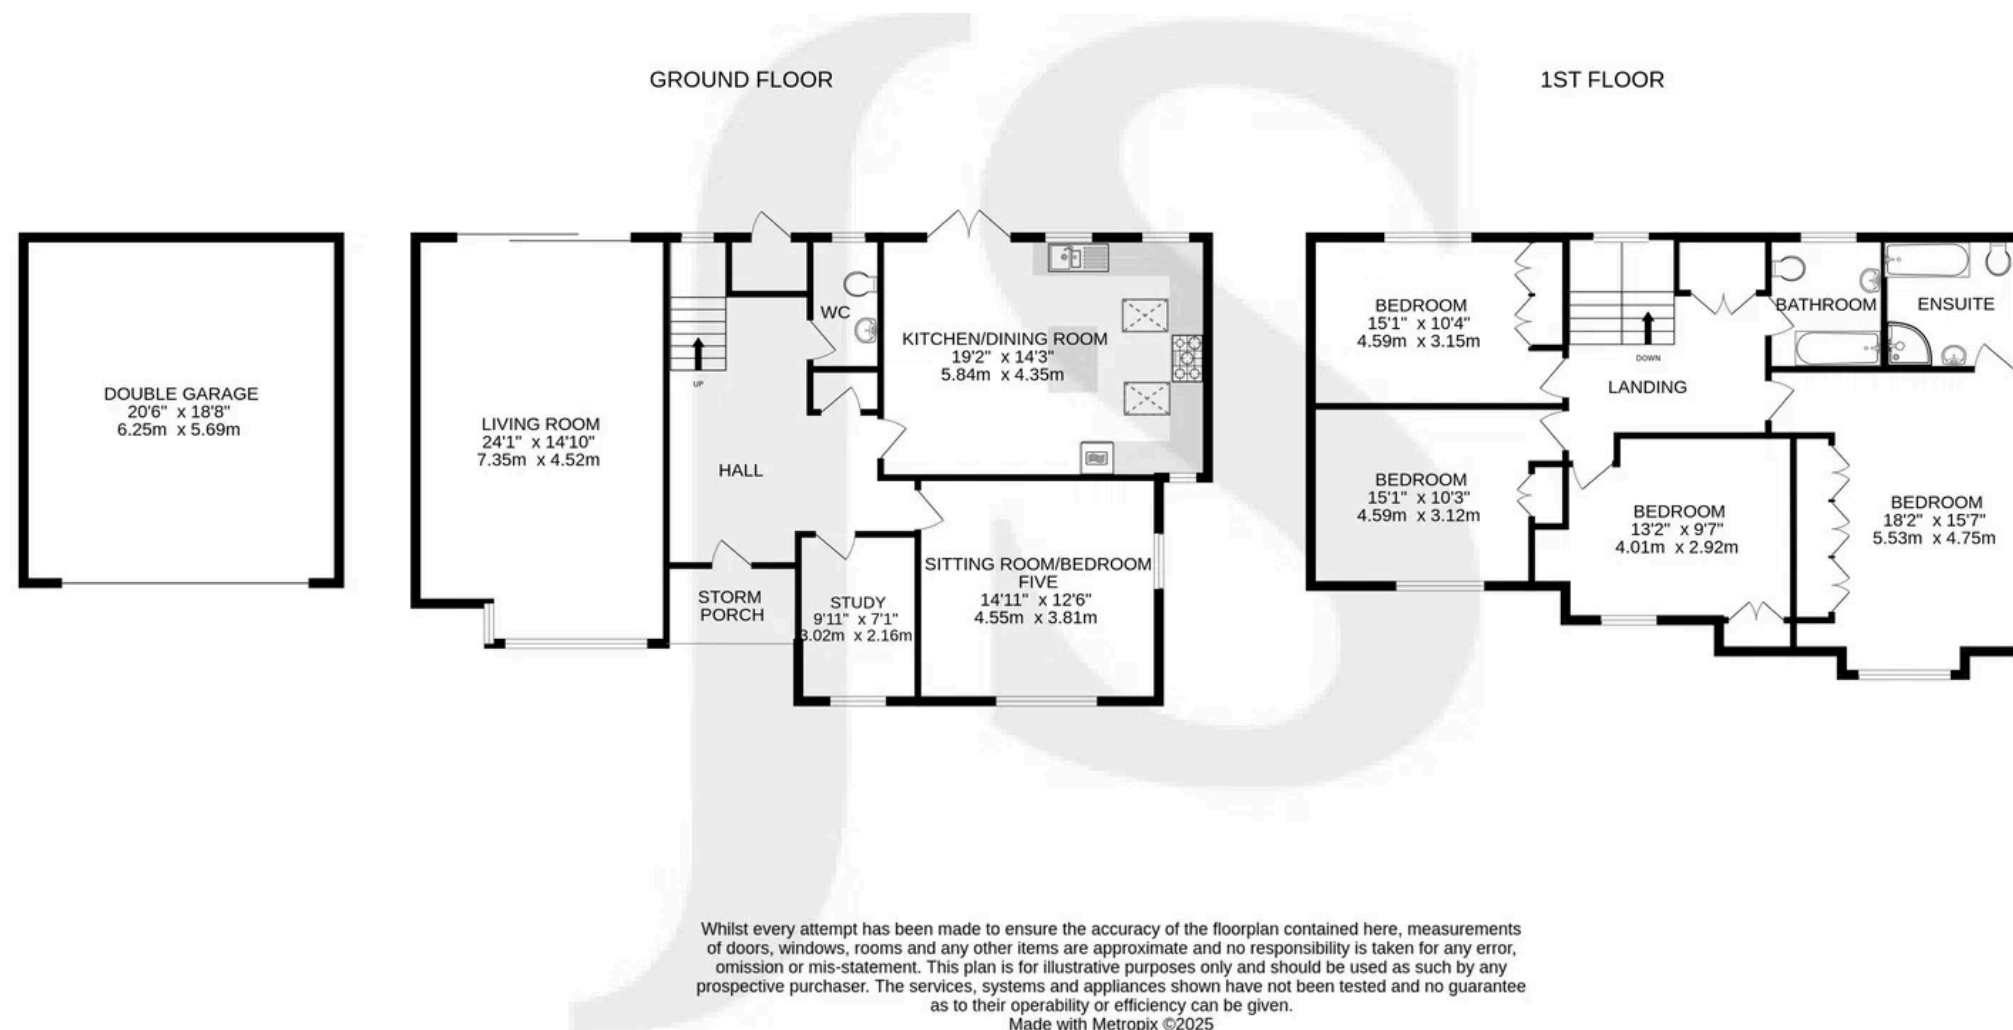 GROUND FLOOR
1ST FLOOR
DOUBLE GARAGE
20'6" x 18'8"
6.25m x 5.69m
LIVING ROOM
24'1" x 14'10"
7.35m x 4.52m
UP
HALL
WC
KITCHEN/DINING ROOM
19'2" x 14'3"
5.84m x 4.35m
STORM
PORCH
STUDY
9'11" x 7'1"
3.02m x 2.16m
SITTING ROOM/BEDROOM
FIVE
14'11" x 12'6"
4.55m x 3.81m
BEDROOM
15'1" x 10'4"
4.59m x 3.15m
DOWN
LANDING
BATHROOM
ENSUITE
BEDROOM
15'1" x 10'3"
4.59m x 3.12m
BEDROOM
13'2" x 9'7"
4.01m x 2.92m
BEDROOM
18'2" x 15'7"
5.53m x 4.75m
Whilst every attempt has been made to ensure the accuracy of the floorplan contained here, measurements
of doors, windows, rooms and any other items are approximate and no responsibility is taken for any error,
omission or mis-statement. This plan is for illustrative purposes only and should be used as such by any
prospective purchaser. The services, systems and appliances shown have not been tested and no guarantee
as to their operability or efficiency can be given.
Made with Metropix ©2025